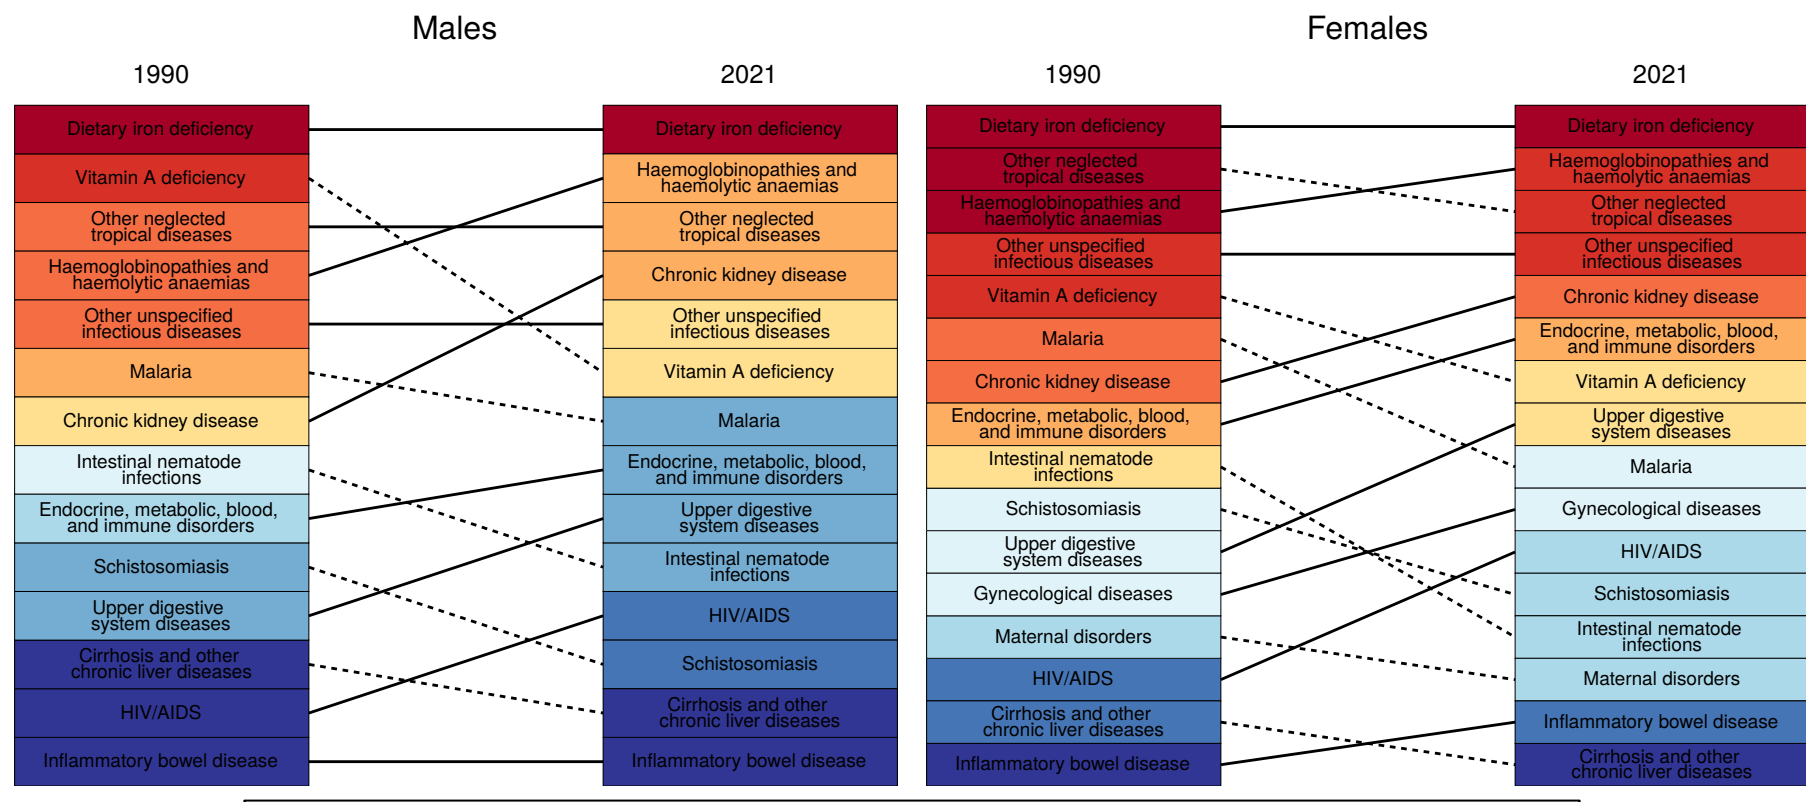 Males
1990
2021
Dietary iron deficiency
Vitamin A deficiency
Other neglected
tropical diseases
Haemoglobinopathies and
haemolytic anaemias
Other unspecified
infectious diseases
Malaria
Chronic kidney disease
Intestinal nematode
infections
Endocrine, metabolic, blood,
and immune disorders
Schistosomiasis
Upper digestive
system diseases
Cirrhosis and other
chronic liver diseases
HIV/AIDS
Inflammatory bowel disease
Dietary iron deficiency
Haemoglobinopathies and
haemolytic anaemias
Other neglected
tropical diseases
Chronic kidney disease
Other unspecified
infectious diseases
Vitamin A deficiency
Malaria
Endocrine, metabolic, blood,
and immune disorders
Upper digestive
system diseases
Intestinal nematode
infections
HIV/AIDS
Schistosomiasis
Cirrhosis and other
chronic liver diseases
Inflammatory bowel disease
Females
1990
2021
Dietary iron deficiency
Other neglected
tropical diseases
Haemoglobinopathies and
haemolytic anaemias
Other unspecified
infectious diseases
Vitamin A deficiency
Malaria
Chronic kidney disease
Endocrine, metabolic, blood,
and immune disorders
Intestinal nematode
infections
Schistosomiasis
Upper digestive
system diseases
Gynecological diseases
Maternal disorders
HIV/AIDS
Cirrhosis and other
chronic liver diseases
Inflammatory bowel disease
Dietary iron deficiency
Haemoglobinopathies and
haemolytic anaemias
Other neglected
tropical diseases
Other unspecified
infectious diseases
Chronic kidney disease
Endocrine, metabolic, blood,
and immune disorders
Vitamin A deficiency
Upper digestive
system diseases
Malaria
Gynecological diseases
HIV/AIDS
Schistosomiasis
Intestinal nematode
infections
Maternal disorders
Inflammatory bowel disease
Cirrhosis and other
chronic liver diseases